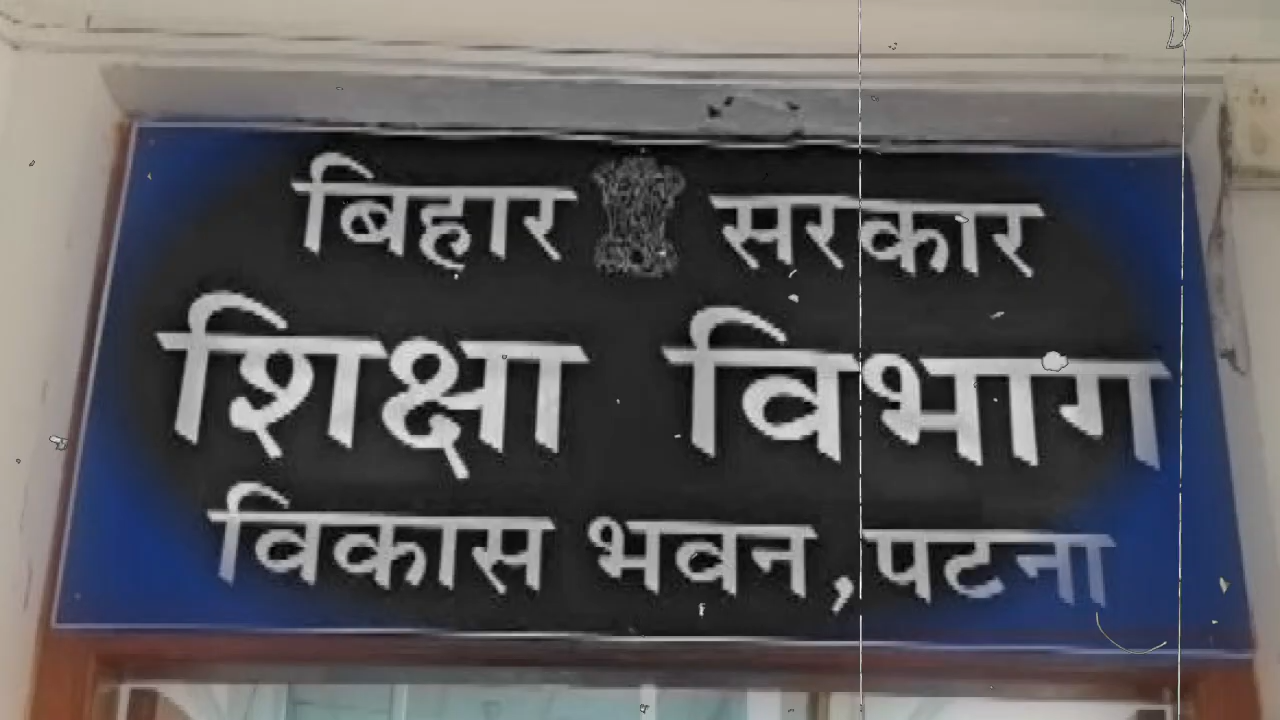 बिहार सरकार
शिक्षा विभाग
विकास भवन, पटना